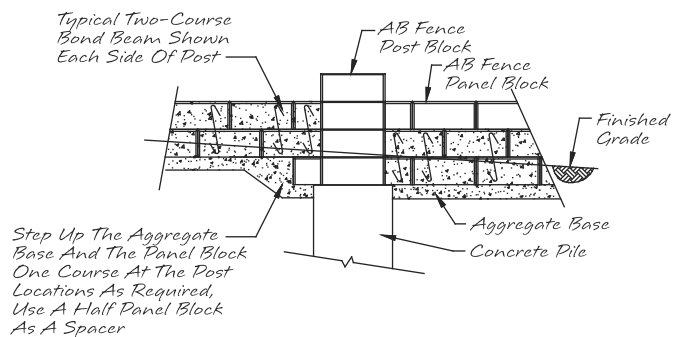 Typical Two-Course
Bond Beam Shown
Each Side Of Post
AB Fence
Post Block
AB Fence
Panel Block
Finished
Grade
Step Up The Aggregate
Base And The Panel Block
One Course At The Post
Locations As Required,
Use A Half Panel Block
As A Spacer
Aggregate Base
Concrete Pile